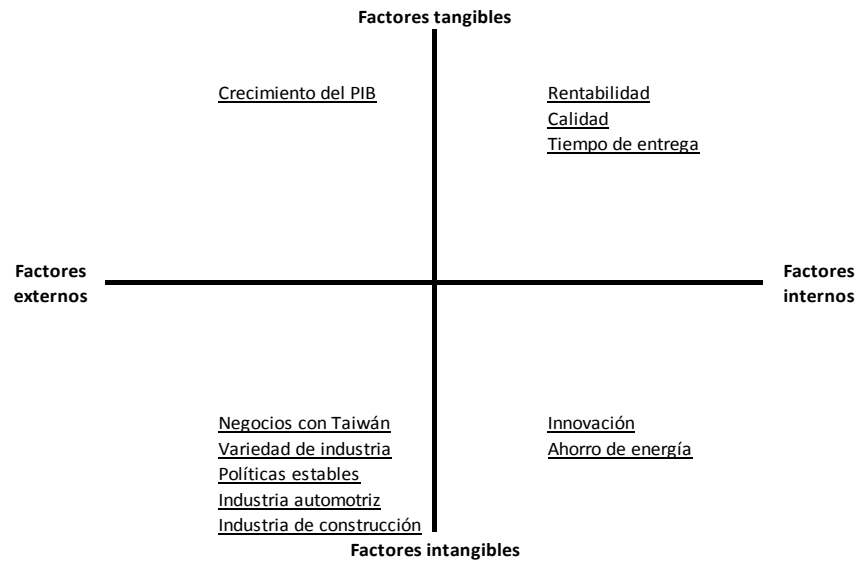 Factores tangibles
Crecimiento del PIB
Rentabilidad
Calidad
Tiempo de entrega
Factores
externos
Factores
internos
Negocios con Taiwán
Variedad de industria
Políticas estables
Industria automotriz
Industria de construcción
Innovación
Ahorro de energía
Factores intangibles